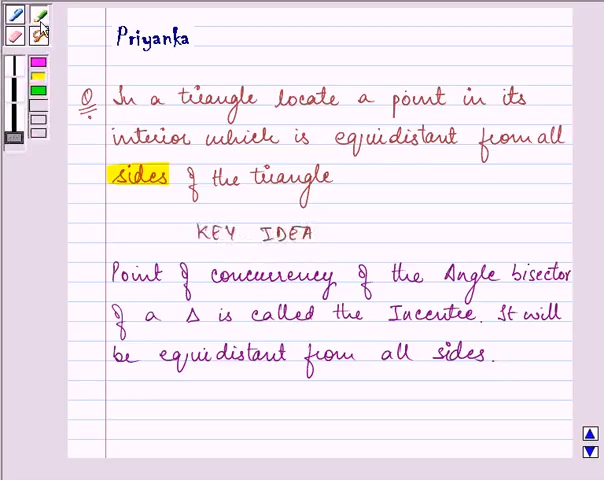 Priyanka
Q In a triangle locate a point in its
interior which is equidistant from all
sides of the triangle
KEY IDEA
Point of concurrency of the Angle bisector
of a Δ is called the Incentre. It will
be equidistant from all sides.